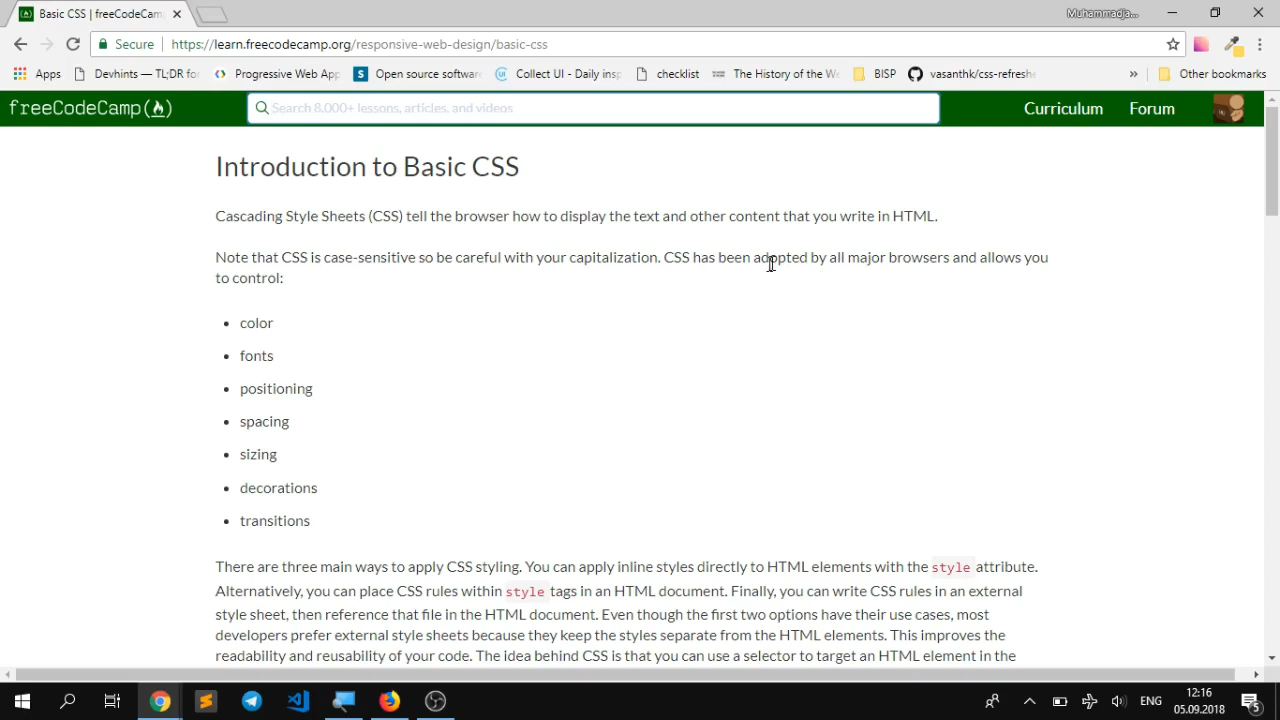 Basic CSS | freeCodeCam
Muhammadja...
Secure https://learn.freecodecamp.org/responsive-web-design/basic-css
Apps Devhints — TL;DR for Progressive Web App Open source software Collect UI - Daily insp checklist The History of the We BISP vasanthk/css-refreshe » Other bookmarks
freeCodeCamp Search 8,000+ lessons, articles, and videos Curriculum Forum
Introduction to Basic CSS
Cascading Style Sheets (CSS) tell the browser how to display the text and other content that you write in HTML.
Note that CSS is case-sensitive so be careful with your capitalization. CSS has been adopted by all major browsers and allows you
to control:
• color
• fonts
• positioning
• spacing
• sizing
• decorations
• transitions
There are three main ways to apply CSS styling. You can apply inline styles directly to HTML elements with the style attribute.
Alternatively, you can place CSS rules within style tags in an HTML document. Finally, you can write CSS rules in an external
style sheet, then reference that file in the HTML document. Even though the first two options have their use cases, most
developers prefer external style sheets because they keep the styles separate from the HTML elements. This improves the
readability and reusability of your code. The idea behind CSS is that you can use a selector to target an HTML element in the
ENG
12:16
05.09.2018
5